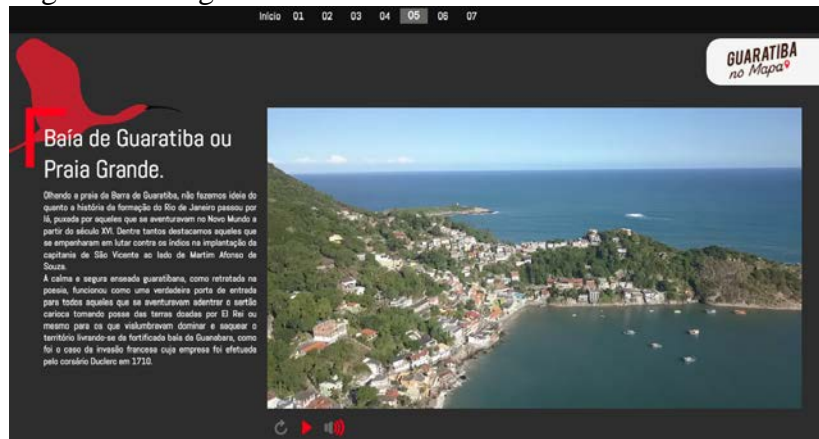 Início 01 02 03 04 05 06 07
GUARATIBA
no Mapa
Baía de Guaratiba ou
Praia Grande.
Olhando a praia da Barra de Guaratiba, não fazemos ideia do
quanto a história da formação do Rio de Janeiro passou por
lá, puxada por aqueles que se aventuravam no Novo Mundo a
partir do século XVI. Dentre tantos destacamos aqueles que
se empenharam em lutar contra os índios na implantação da
capitania de São Vicente ao lado de Martim Afonso de
Souza.
A calma e segura enseada guaratibana, como retratada na
poesia, funcionou como uma verdadeira porta de entrada
para todos aqueles que se aventuravam adentrar o sertão
carioca tomando posse das terras doadas por El Rei ou
mesmo para os que vislumbravam dominar e saquear o
território livrando-se da fortificada baía da Guanabara, como
foi o caso da invasão francesa cuja empresa foi efetuada
pelo corsário Duclerc em 1710.